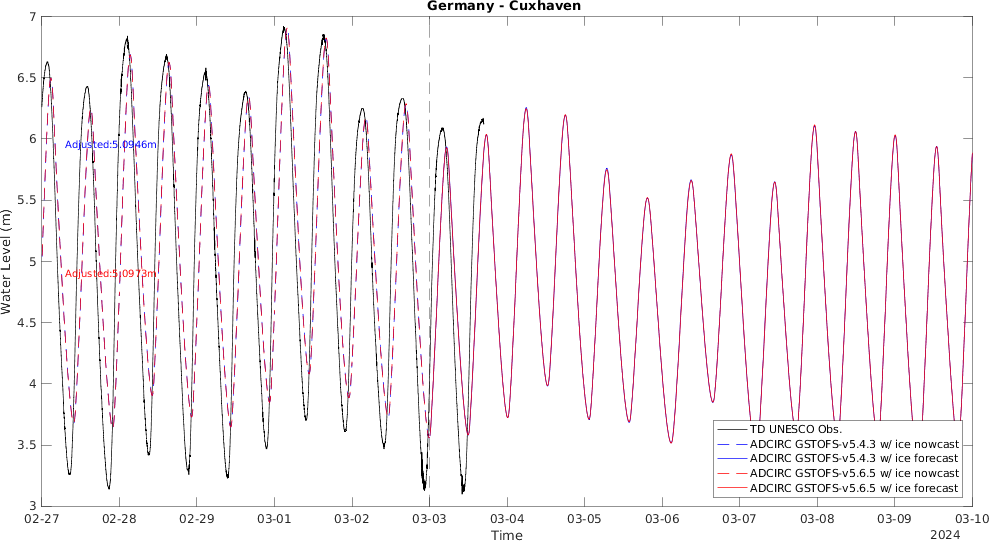 Germany - Cuxhaven
Water Level (m)
7
6.5
6
5.5
5
4.5
4
3.5
3
Adjusted:5.0946m
Adjusted:5.0973m
TD UNESCO Obs.
ADCIRC GSTOFS-v5.4.3 w/ ice nowcast
ADCIRC GSTOFS-v5.4.3 w/ ice forecast
ADCIRC GSTOFS-v5.6.5 w/ ice nowcast
ADCIRC GSTOFS-v5.6.5 w/ ice forecast
02-27 02-28 02-29 03-01 03-02 03-03 03-04 03-05 03-06 03-07 03-08 03-09 03-10
Time
2024